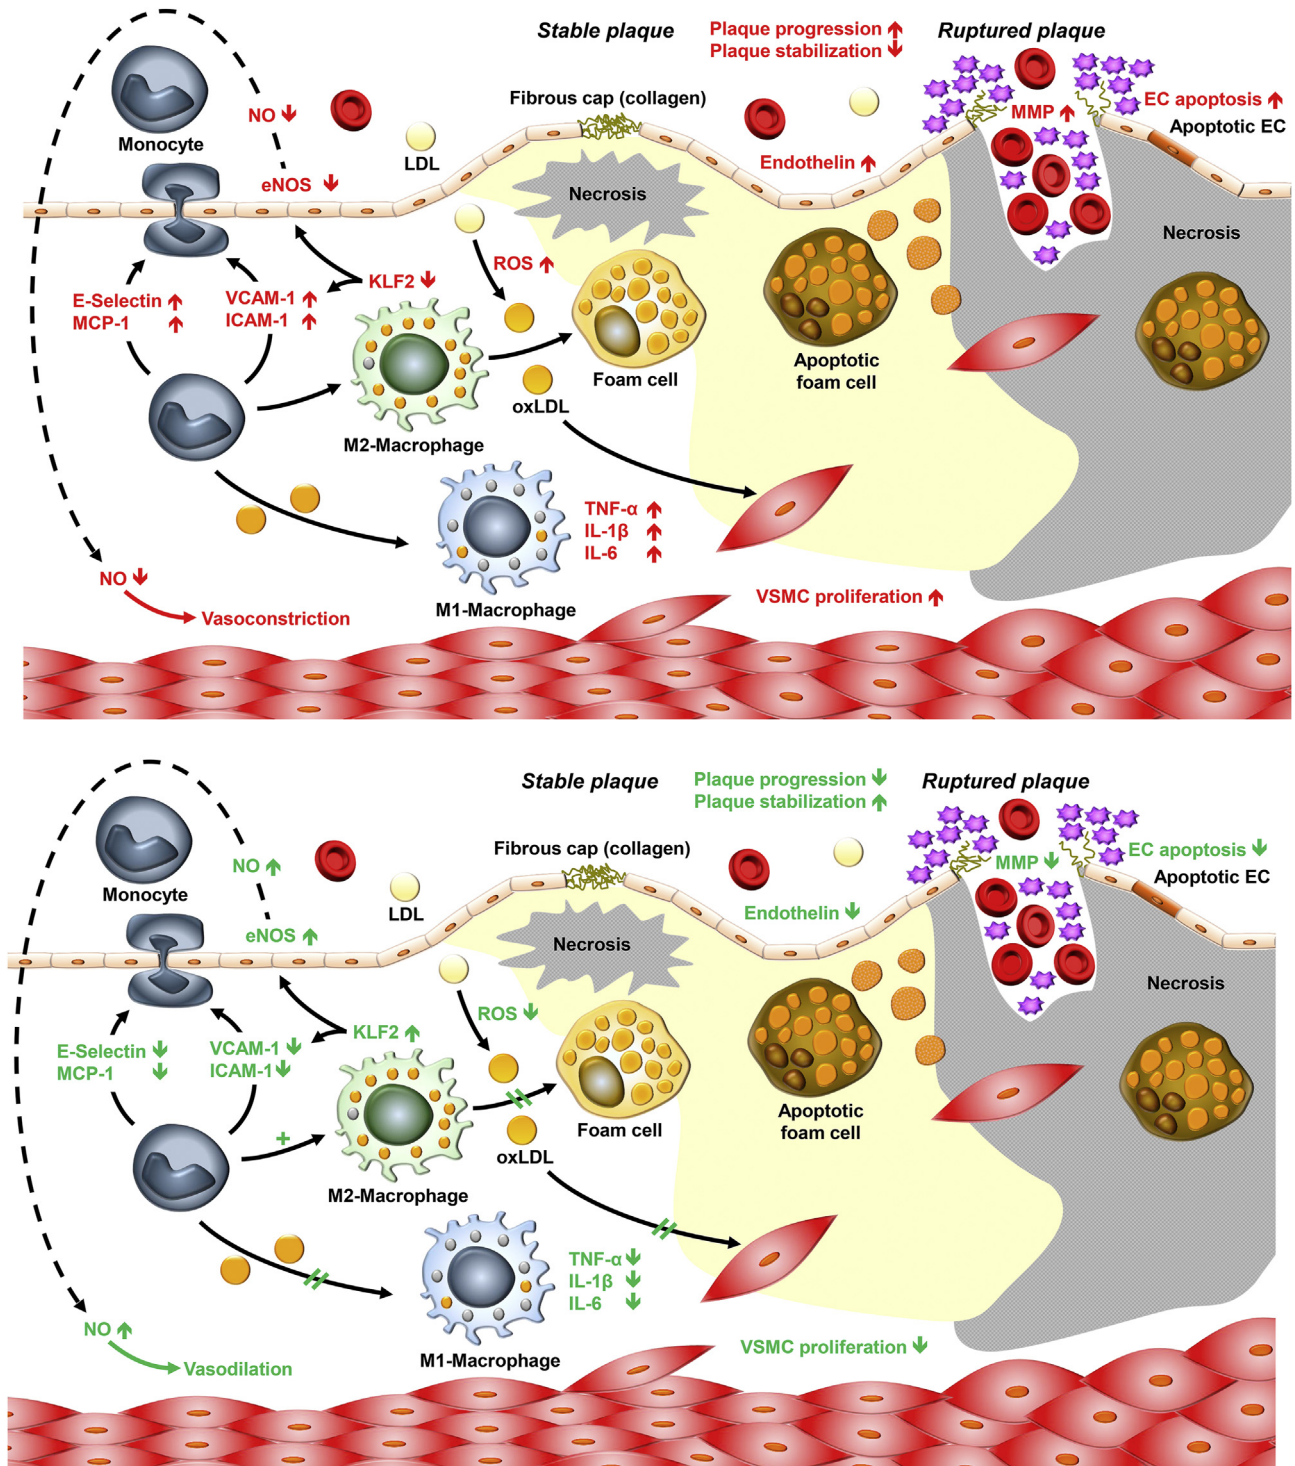 Stable plaque
Plaque progression
Plaque stabilization
Ruptured plaque
Fibrous cap (collagen)
NO
Monocyte
LDL
MMP
EC apoptosis
Apoptotic EC
Endothelin
eNOS
Necrosis
Necrosis
ROS
KLF2
E-Selectin
MCP-1
VCAM-1
ICAM-1
Foam cell
Apoptotic
foam cell
oxLDL
M2-Macrophage
TNF-α
IL-1β
IL-6
NO
Vasoconstriction
M1-Macrophage
VSMC proliferation
Stable plaque
Plaque progression
Plaque stabilization
Ruptured plaque
Fibrous cap (collagen)
NO
Monocyte
LDL
MMP
EC apoptosis
Apoptotic EC
Endothelin
eNOS
Necrosis
Necrosis
ROS
KLF2
E-Selectin
MCP-1
VCAM-1
ICAM-1
Foam cell
Apoptotic
foam cell
+
oxLDL
M2-Macrophage
TNF-α
IL-1β
IL-6
NO
Vasodilation
M1-Macrophage
VSMC proliferation